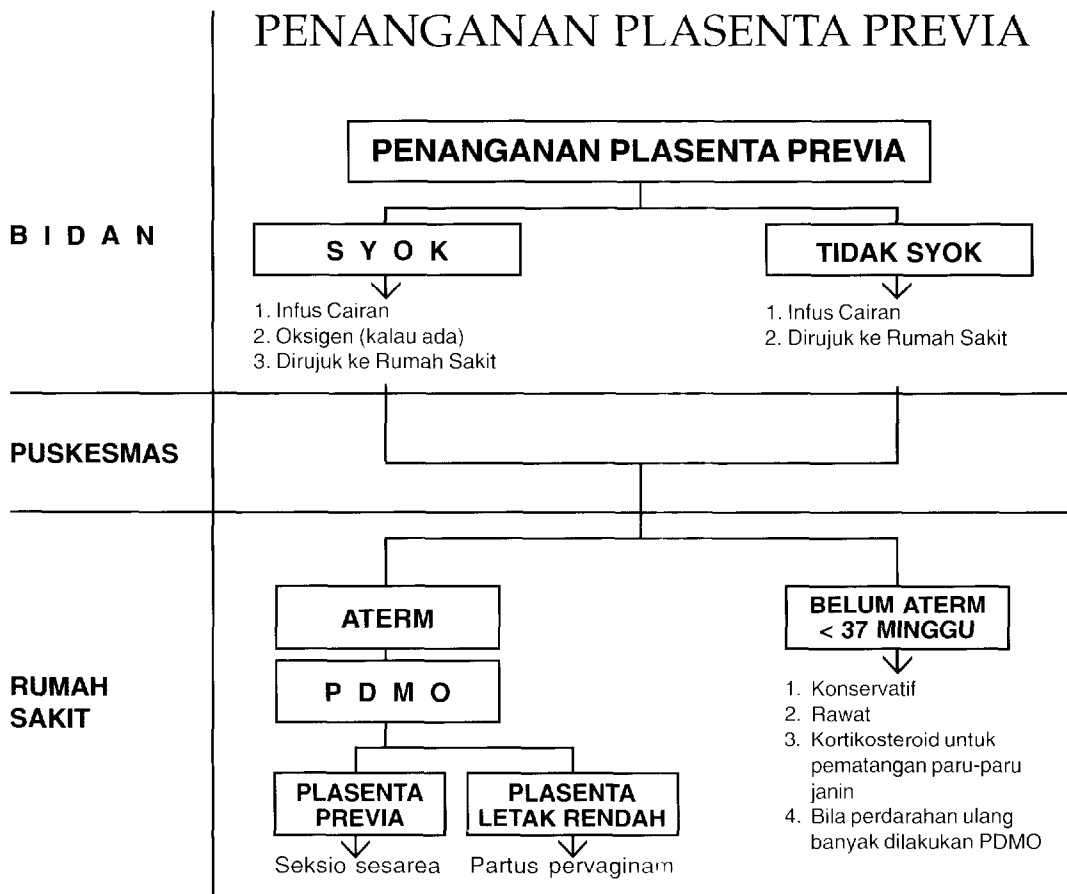 PENANGANAN PLASENTA PREVIA
PENANGANAN PLASENTA PREVIA
BIDAN
SYOK
TIDAK SYOK
1. Infus Cairan
2. Oksigen (kalau ada)
3. Dirujuk ke Rumah Sakit
1. Infus Cairan
2. Dirujuk ke Rumah Sakit
PUSKESMAS
RUMAH
SAKIT
ATERM
PDMO
PLASENTA
PREVIA
Seksio sesarea
PLASENTA
LETAK RENDAH
Partus pervaginam
BELUM ATERM
< 37 MINGGU
1. Konservatif
2. Rawat
3. Kortikosteroid untuk
pematangan paru-paru
janin
4. Bila perdarahan ulang
banyak dilakukan PDMO